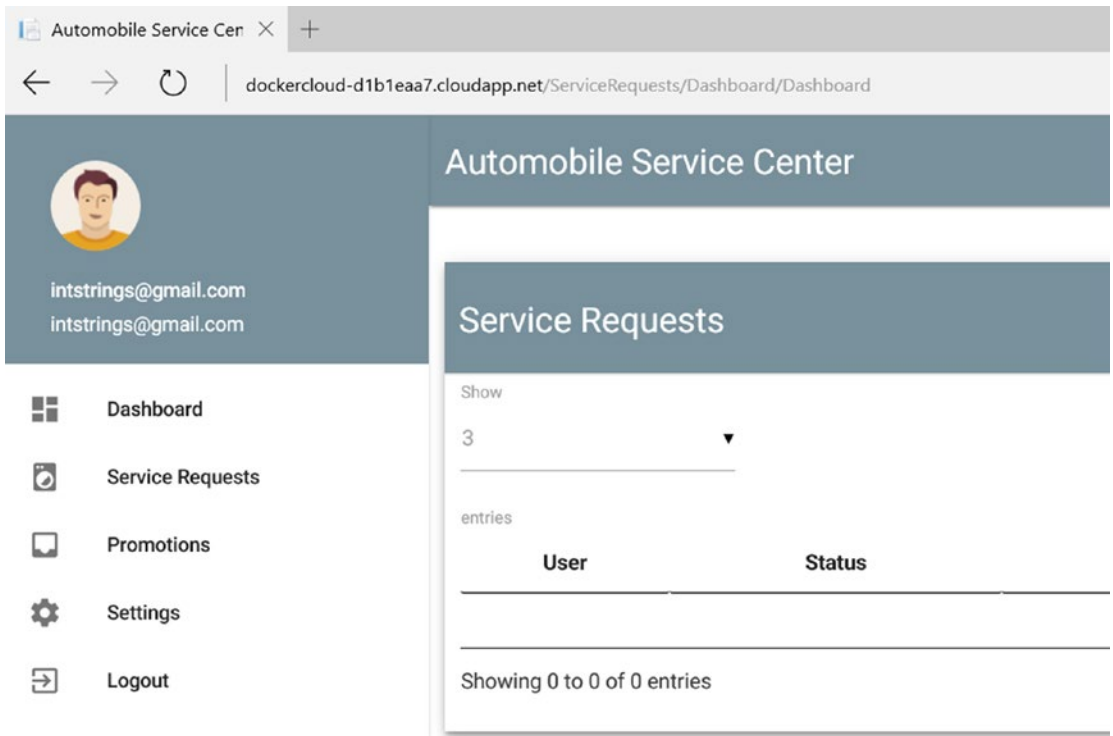 Automobile Service Cen
dockercloud-d1b1eaa7.cloudapp.net/ServiceRequests/Dashboard/Dashboard
Automobile Service Center
intstrings@gmail.com
intstrings@gmail.com
Dashboard
Service Requests
Promotions
Settings
Logout
Service Requests
Show
3
entries
User Status
Showing 0 to 0 of 0 entries